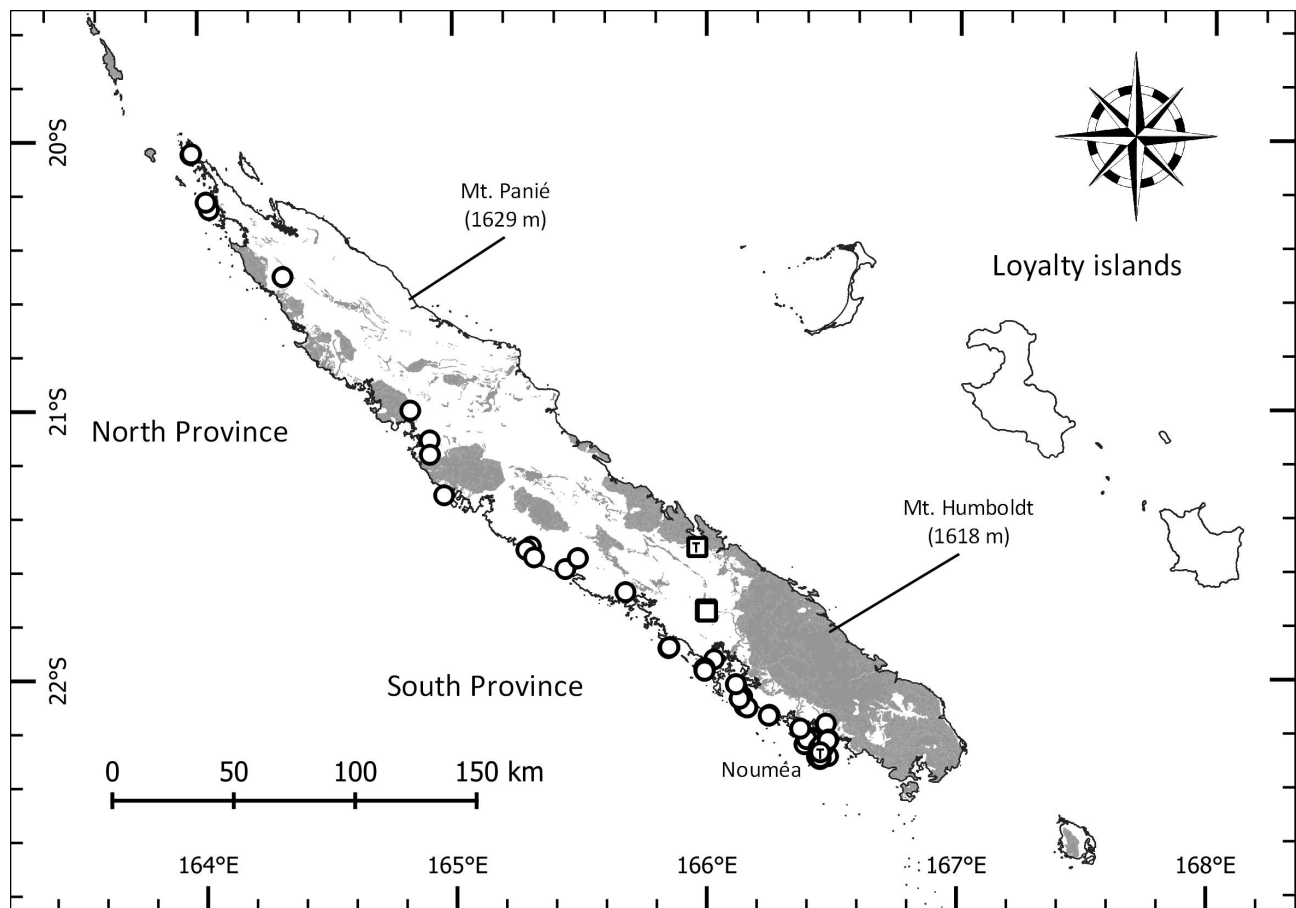 20°S
Mt. Panié
(1629 m)
Loyalty islands
21°S
North Province
Mt. Humboldt
(1618 m)
T
22°S
South Province
T
Nouméa
0 50 100 150 km
164°E 165°E 166°E 167°E 168°E